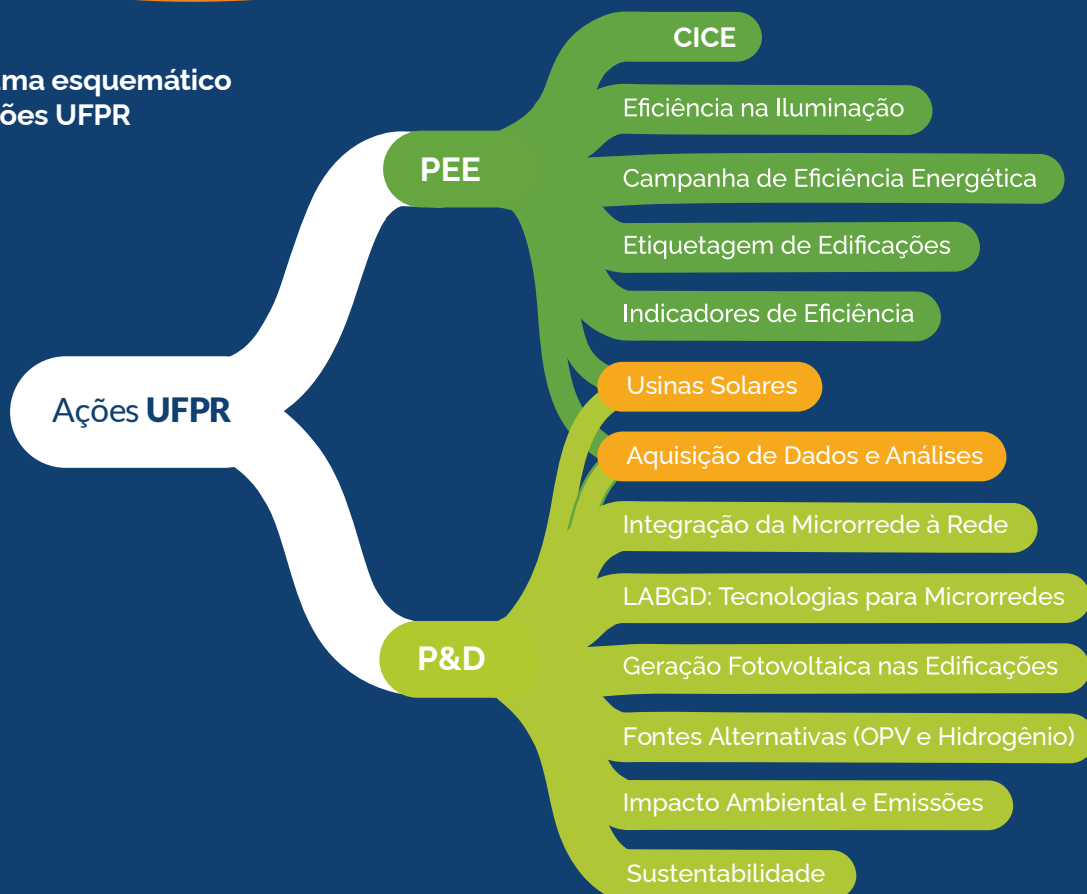 ma esquemático
ões UFPR
CICE
Eficiência na Iluminação
PEE
Campanha de Eficiência Energética
Etiquetagem de Edificações
Indicadores de Eficiência
Usinas Solares
Ações UFPR
Aquisição de Dados e Análises
Integração da Microrrede à Rede
LABGD: Tecnologias para Microrredes
P&D
Geração Fotovoltaica nas Edificações
Fontes Alternativas (OPV e Hidrogênio)
Impacto Ambiental e Emissões
Sustentabilidade